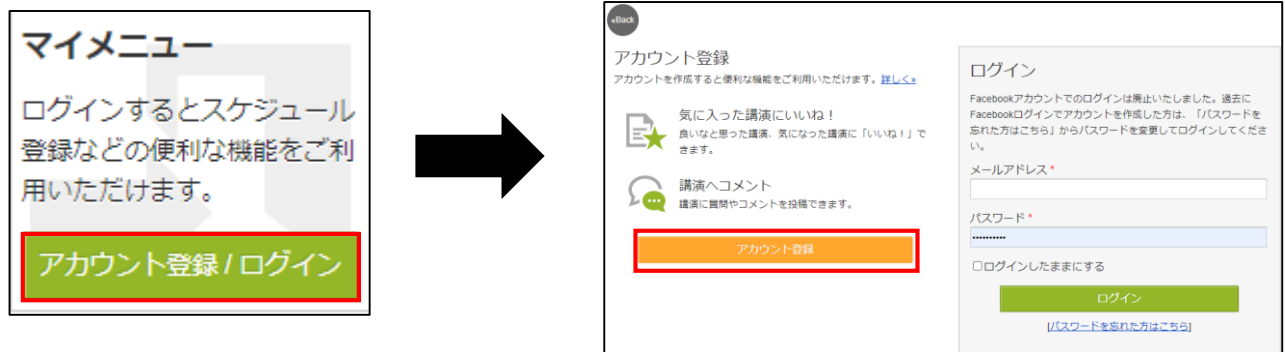 マイメニュー
ログインするとスケジュール
登録などの便利な機能をご利
用いただけます。
アカウント登録 / ログイン
«Back
アカウント登録
アカウントを作成すると便利な機能をご利用いただけます。詳しく»
気に入った講演にいいね！
良いなと思った講演、気になった講演に「いいね！」で
きます。
講演へコメント
講演に質問やコメントを投稿できます。
アカウント登録
ログイン
Facebookアカウントでのログインは廃止いたしました。過去に
Facebookログインでアカウントを作成した方は、「パスワードを
忘れた方はこちら」からパスワードを変更してログインしてくださ
い。
メールアドレス *
パスワード *
••••••••••
ログインしたままにする
ログイン
[パスワードを忘れた方はこちら]